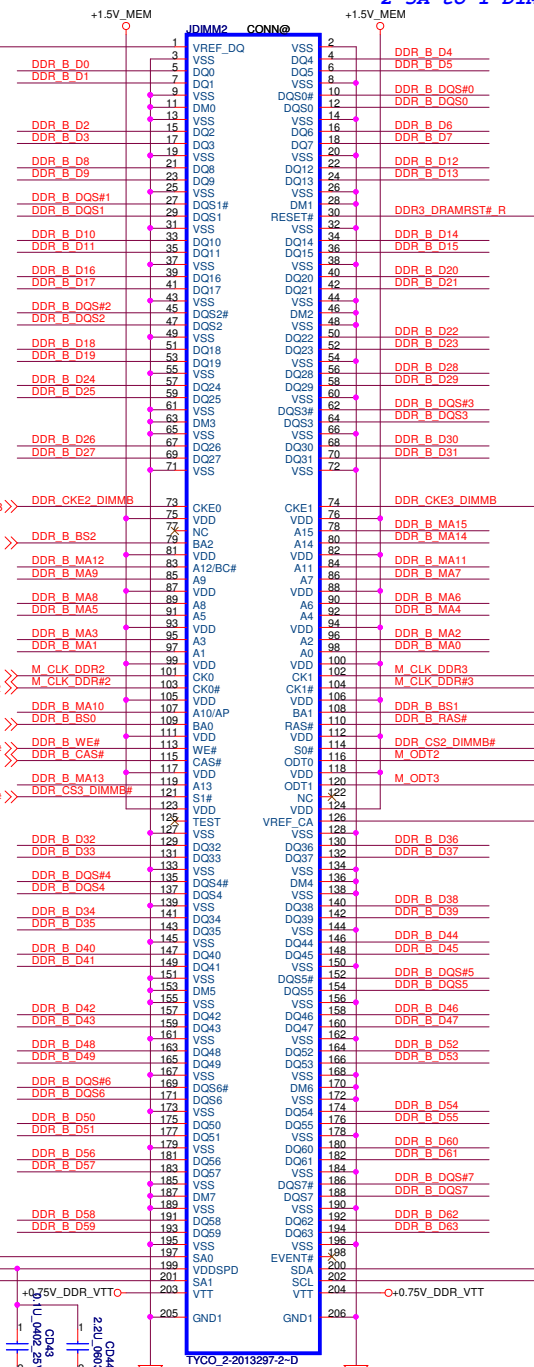 2 SA to 1 DIM
+1.5V_MEM +1.5V_MEM
JDIMM2 CONN@
1 VREF_DQ VSS 2
3 VSS DQ4 4 DDR_B_D4
DDR_B_D0 5 DQ0 DQ5 6 DDR_B_D5
DDR_B_D1 7 DQ1 VSS 8
9 VSS DQS0# 10 DDR_B_DQS#0
11 DM0 DQS0 12 DDR_B_DQS0
13 VSS VSS 14
DDR_B_D2 15 DQ2 DQ6 16 DDR_B_D6
DDR_B_D3 17 DQ3 DQ7 18 DDR_B_D7
19 VSS VSS 20
DDR_B_D8 21 DQ8 DQ12 22 DDR_B_D12
DDR_B_D9 23 DQ9 DQ13 24 DDR_B_D13
25 VSS VSS 26
DDR_B_DQS#1 27 DQS1# DM1 28
DDR_B_DQS1 29 DQS1 RESET# 30 DDR3_DRAMRST#_R
31 VSS VSS 32
DDR_B_D10 33 DQ10 DQ14 34 DDR_B_D14
DDR_B_D11 35 DQ11 DQ15 36 DDR_B_D15
37 VSS VSS 38
DDR_B_D16 39 DQ16 DQ20 40 DDR_B_D20
DDR_B_D17 41 DQ17 DQ21 42 DDR_B_D21
43 VSS VSS 44
DDR_B_DQS#2 45 DQS2# DM2 46
DDR_B_DQS2 47 DQS2 VSS 48
49 VSS DQ22 50 DDR_B_D22
DDR_B_D18 51 DQ18 DQ23 52 DDR_B_D23
DDR_B_D19 53 DQ19 VSS 54
55 VSS DQ28 56 DDR_B_D28
DDR_B_D24 57 DQ24 DQ29 58 DDR_B_D29
DDR_B_D25 59 DQ25 VSS 60
61 VSS DQS3# 62 DDR_B_DQS#3
63 DM3 DQS3 64 DDR_B_DQS3
65 VSS VSS 66
DDR_B_D26 67 DQ26 DQ30 68 DDR_B_D30
DDR_B_D27 69 DQ27 DQ31 70 DDR_B_D31
71 VSS VSS 72
DDR_CKE2_DIMMB 73 CKE0 CKE1 74 DDR_CKE3_DIMMB
75 VDD VDD 76
77 NC A15 78 DDR_B_MA15
DDR_B_BS2 79 BA2 A14 80 DDR_B_MA14
81 VDD VDD 82
DDR_B_MA12 83 A12/BC# A11 84 DDR_B_MA11
DDR_B_MA9 85 A9 A7 86 DDR_B_MA7
87 VDD VDD 88
DDR_B_MA8 89 A8 A6 90 DDR_B_MA6
DDR_B_MA5 91 A5 A4 92 DDR_B_MA4
93 VDD VDD 94
DDR_B_MA3 95 A3 A2 96 DDR_B_MA2
DDR_B_MA1 97 A1 A0 98 DDR_B_MA0
99 VDD VDD 100
M_CLK_DDR2 101 CK0 CK1 102 M_CLK_DDR3
M_CLK_DDR#2 103 CK0# CK1# 104 M_CLK_DDR#3
105 VDD VDD 106
DDR_B_MA10 107 A10/AP BA1 108 DDR_B_BS1
DDR_B_BS0 109 BA0 RAS# 110 DDR_B_RAS#
111 VDD VDD 112
DDR_B_WE# 113 WE# S0# 114 DDR_CS2_DIMMB#
DDR_B_CAS# 115 CAS# ODT0 116 M_ODT2
117 VDD VDD 118
DDR_B_MA13 119 A13 ODT1 120 M_ODT3
DDR_CS3_DIMMB# 121 S1# NC 122
123 VDD VDD 124
125 TEST VREF_CA 126
127 VSS VSS 128
DDR_B_D32 129 DQ32 DQ36 130 DDR_B_D36
DDR_B_D33 131 DQ33 DQ37 132 DDR_B_D37
133 VSS VSS 134
DDR_B_DQS#4 135 DQS4# DM4 136
DDR_B_DQS4 137 DQS4 VSS 138
139 VSS DQ38 140 DDR_B_D38
DDR_B_D34 141 DQ34 DQ39 142 DDR_B_D39
DDR_B_D35 143 DQ35 VSS 144
145 VSS DQ44 146 DDR_B_D44
DDR_B_D40 147 DQ40 DQ45 148 DDR_B_D45
DDR_B_D41 149 DQ41 VSS 150
151 VSS DQS5# 152 DDR_B_DQS#5
153 DM5 DQS5 154 DDR_B_DQS5
155 VSS VSS 156
DDR_B_D42 157 DQ42 DQ46 158 DDR_B_D46
DDR_B_D43 159 DQ43 DQ47 160 DDR_B_D47
161 VSS VSS 162
DDR_B_D48 163 DQ48 DQ52 164 DDR_B_D52
DDR_B_D49 165 DQ49 DQ53 166 DDR_B_D53
167 VSS VSS 168
DDR_B_DQS#6 169 DQS6# DM6 170
DDR_B_DQS6 171 DQS6 VSS 172
173 VSS DQ54 174 DDR_B_D54
DDR_B_D50 175 DQ50 DQ55 176 DDR_B_D55
DDR_B_D51 177 DQ51 VSS 178
179 VSS DQ60 180 DDR_B_D60
DDR_B_D56 181 DQ56 DQ61 182 DDR_B_D61
DDR_B_D57 183 DQ57 VSS 184
185 VSS DQS7# 186 DDR_B_DQS#7
187 DM7 DQS7 188 DDR_B_DQS7
189 VSS VSS 190
DDR_B_D58 191 DQ58 DQ62 192 DDR_B_D62
DDR_B_D59 193 DQ59 DQ63 194 DDR_B_D63
195 VSS VSS 196
197 SA0 EVENT# 198
199 VDDSPD SDA 200
201 SA1 SCL 202
+0.75V_DDR_VTT 203 VTT VTT 204 +0.75V_DDR_VTT
205 GND1 GND1 206
1 CD43 1 CD44
TYCO_2-2013297-2~D